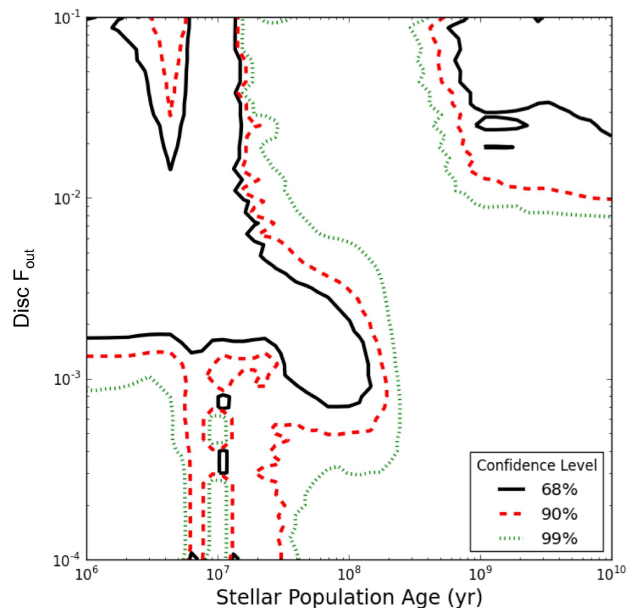 10⁻¹
10⁻²
10⁻³
10⁻⁴
Disc F_out
10⁶ 10⁷ 10⁸ 10⁹ 10¹⁰
Stellar Population Age (yr)
Confidence Level
68%
90%
99%